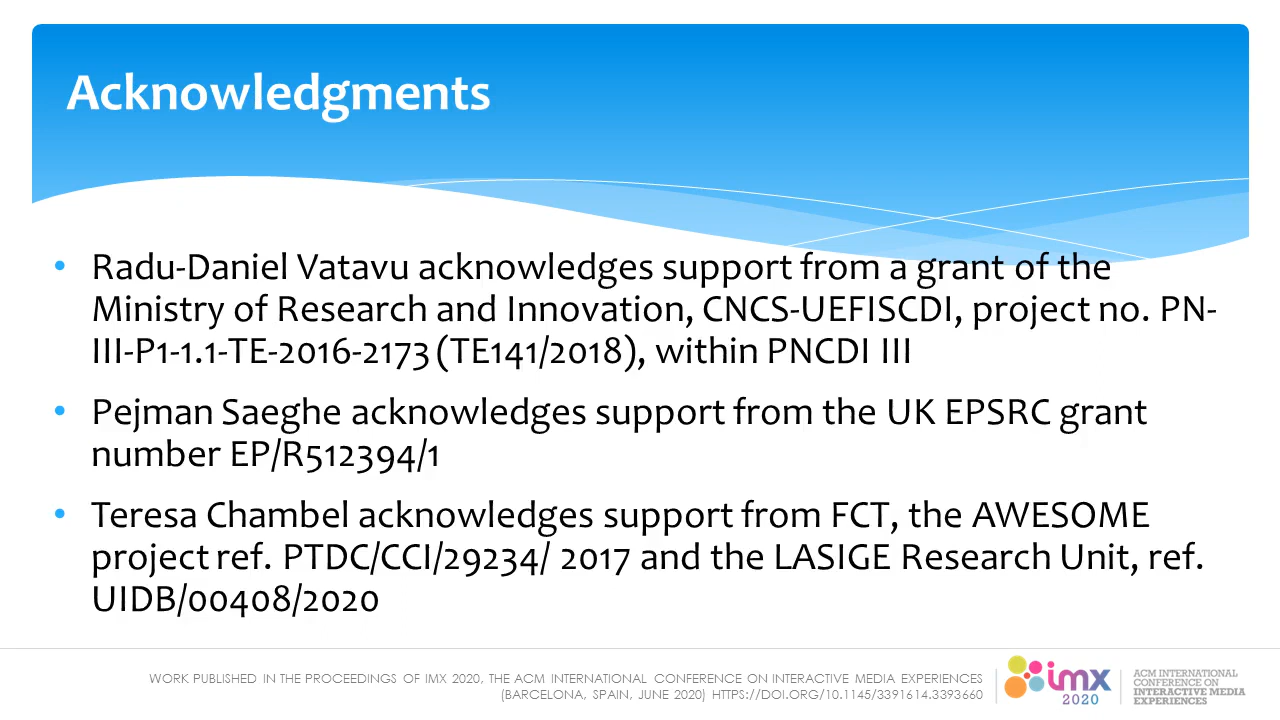 Acknowledgments
• Radu-Daniel Vatavu acknowledges support from a grant of the
Ministry of Research and Innovation, CNCS-UEFISCDI, project no. PN-
III-P1-1.1-TE-2016-2173 (TE141/2018), within PNCDI III
• Pejman Saeghe acknowledges support from the UK EPSRC grant
number EP/R512394/1
• Teresa Chambel acknowledges support from FCT, the AWESOME
project ref. PTDC/CCI/29234/ 2017 and the LASIGE Research Unit, ref.
UIDB/00408/2020
WORK PUBLISHED IN THE PROCEEDINGS OF IMX 2020, THE ACM INTERNATIONAL CONFERENCE ON INTERACTIVE MEDIA EXPERIENCES
(BARCELONA, SPAIN, JUNE 2020) HTTPS://DOI.ORG/10.1145/3391614.3393660
imx
2020
ACM INTERNATIONAL
CONFERENCE ON
INTERACTIVE MEDIA
EXPERIENCES